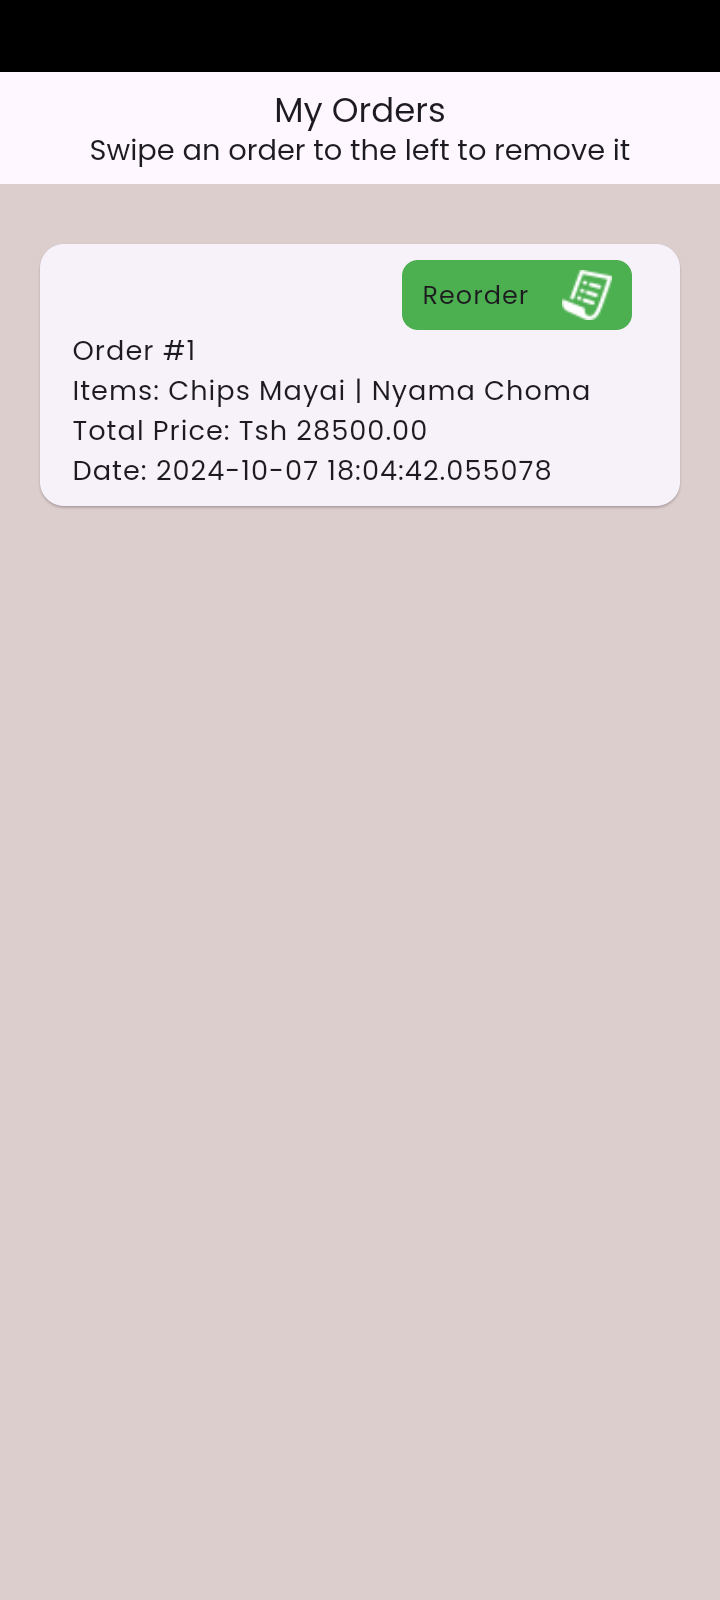 My Orders
Swipe an order to the left to remove it
Reorder
Order #1
Items: Chips Mayai | Nyama Choma
Total Price: Tsh 28500.00
Date: 2024-10-07 18:04:42.055078